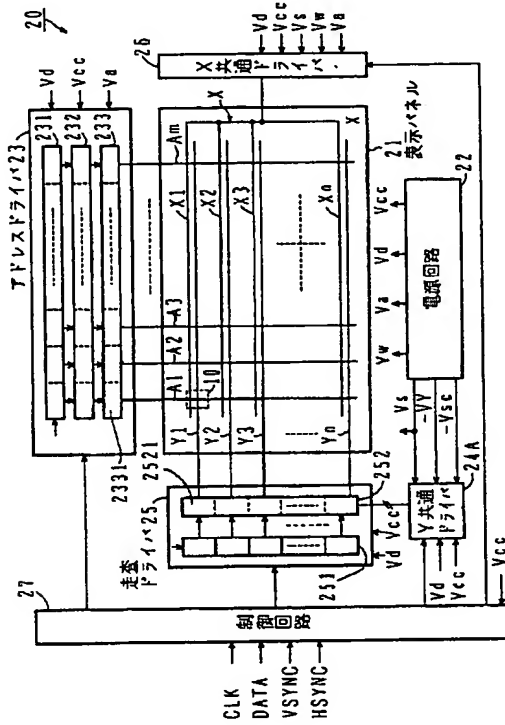 20
アドレスドライバ23
231
232
233
Vd
Vcc
Va
2331
26
X共通ドライバ
Vd
Vcc
Vs
Vw
Va
A1
A2
A3
Am
X
X
10
X1
X2
X3
Xn
Y1
Y2
Y3
Yn
21
表示パネル
2521
走査
ドライバ25
252
251
Vd
Vcc
27
制御回路
CLK
DATA
VSYNC
HSYNC
Vcc
22
電源回路
Vw
Va
Vd
Vcc
Vs
-VY
-Vsc
24A
Y共通
ドライバ
Vd
Vcc